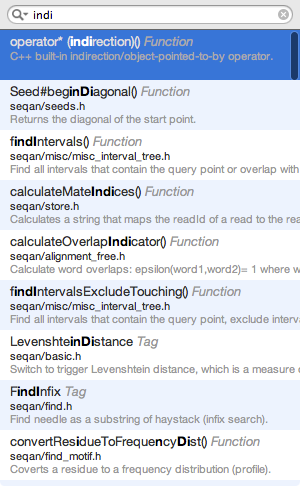 indi
operator* (indirection)() Function
C++ built-in indirection/object-pointed-to-by operator.
Seed#beginDiagonal() Function
seqan/seeds.h
Returns the diagonal of the start point.
findIntervals() Function
seqan/misc/misc_interval_tree.h
Find all intervals that contain the query point or overlap with
calculateMateIndices() Function
seqan/store.h
Calculates a string that maps the readId of a read to the rea
calculateOverlapIndicator() Function
seqan/alignment_free.h
Calculate word overlaps: epsilon(word1,word2)= 1 where w
findIntervalsExcludeTouching() Function
seqan/misc/misc_interval_tree.h
Find all intervals that contain the query point, exclude interv
LevenshteinDistance Tag
seqan/basic.h
Switch to trigger Levenshtein distance, which is a measure o
FindInfix Tag
seqan/find.h
Find needle as a substring of haystack (infix search).
convertResidueToFrequencyDist() Function
seqan/find_motif.h
Coverts a residue to a frequency distribution (profile).